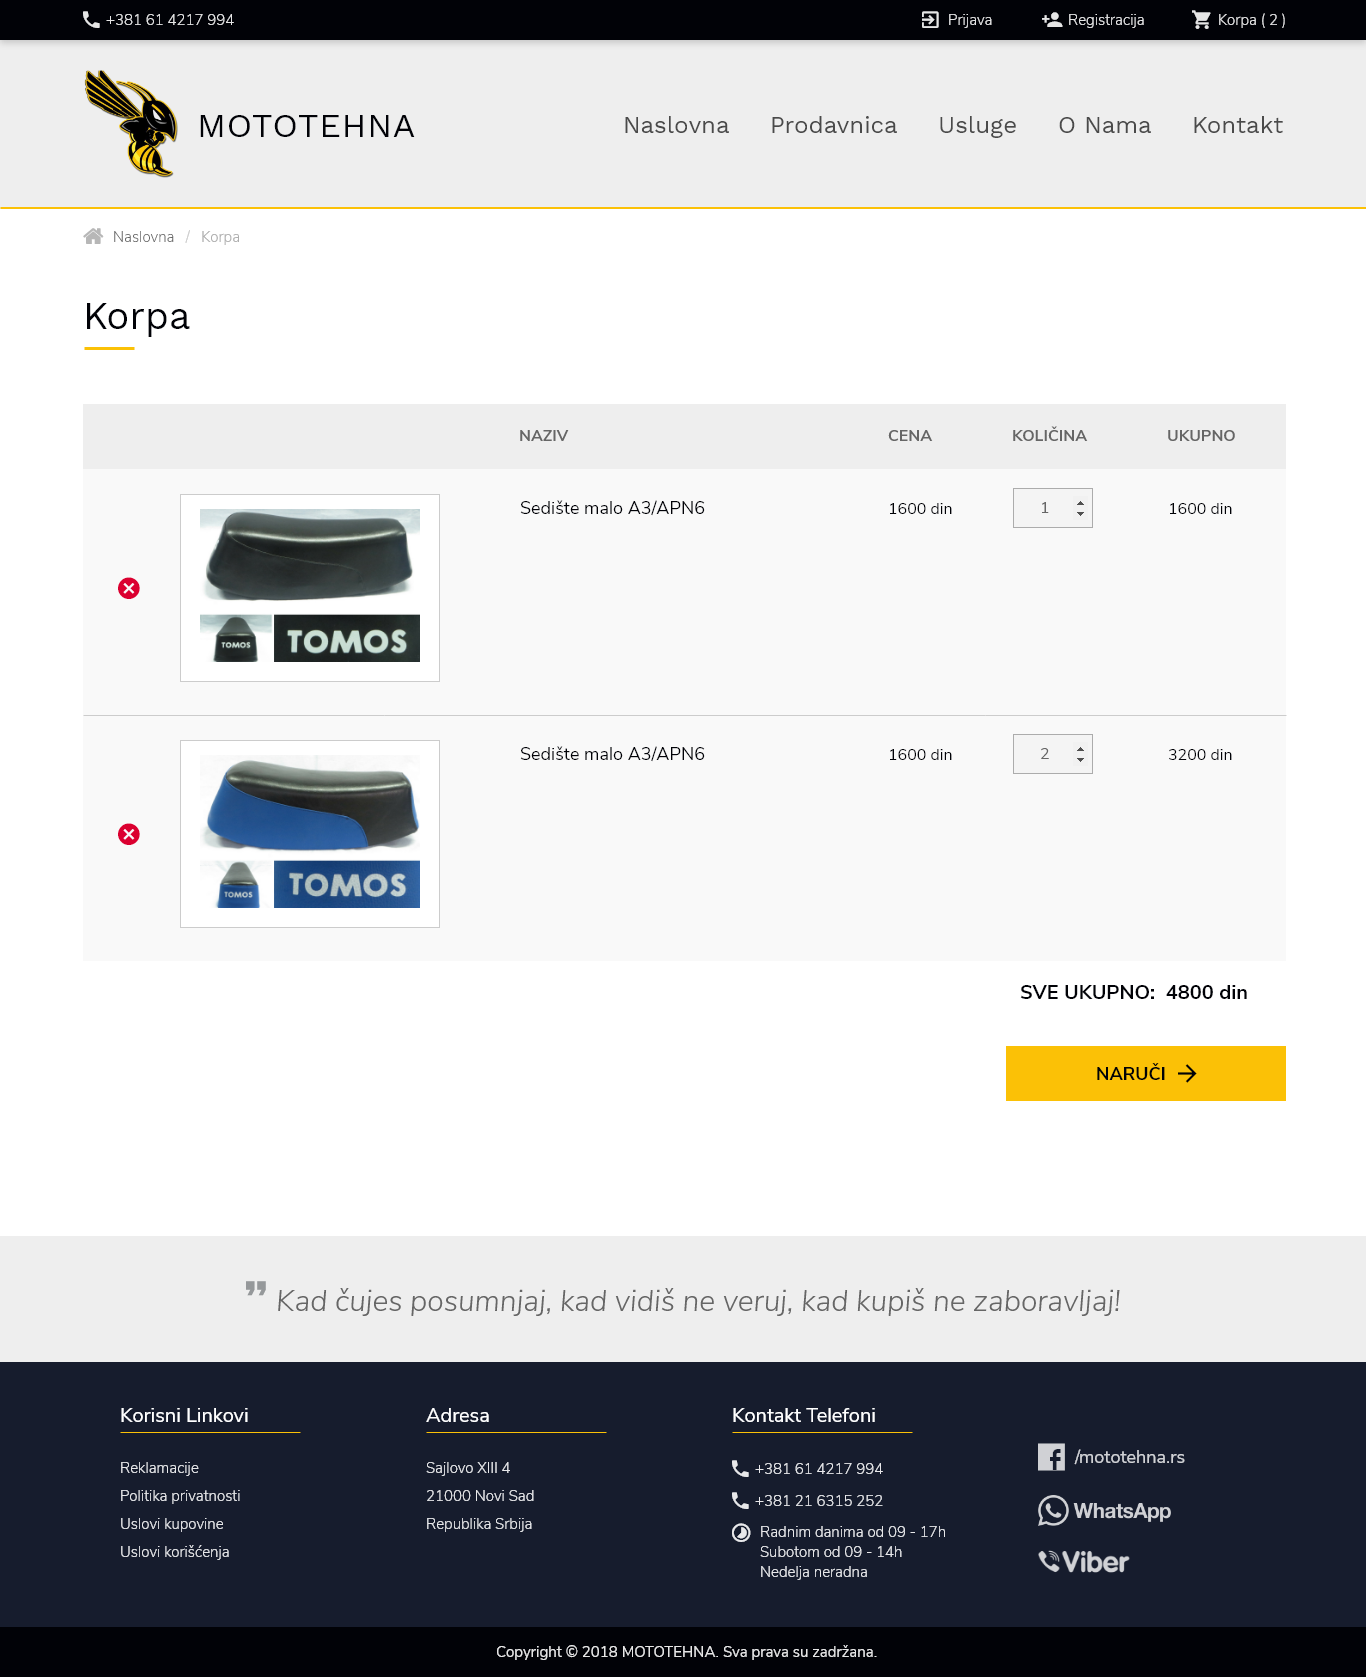 +381 61 4217 994
Prijava
Registracija
Korpa ( 2 )
MOTOTEHNA
Naslovna
Prodavnica
Usluge
O Nama
Kontakt
Naslovna / Korpa
Korpa
NAZIV
CENA
KOLIČINA
UKUPNO
Sedište malo A3/APN6
1600 din
1
1600 din
TOMOS
TOMOS
Sedište malo A3/APN6
1600 din
2
3200 din
TOMOS
TOMOS
SVE UKUPNO: 4800 din
NARUČI
Kad čujes posumnjaj, kad vidiš ne veruj, kad kupiš ne zaboravljaj!
Korisni Linkovi
Reklamacije
Politika privatnosti
Uslovi kupovine
Uslovi korišćenja
Adresa
Sajlovo XIII 4
21000 Novi Sad
Republika Srbija
Kontakt Telefoni
+381 61 4217 994
+381 21 6315 252
Radnim danima od 09 - 17h
Subotom od 09 - 14h
Nedelja neradna
/mototehna.rs
WhatsApp
Viber
Copyright © 2018 MOTOTEHNA. Sva prava su zadržana.